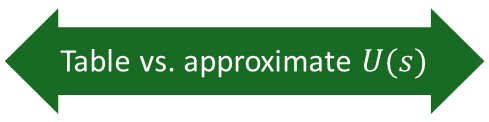 Table vs. approximate U(s)